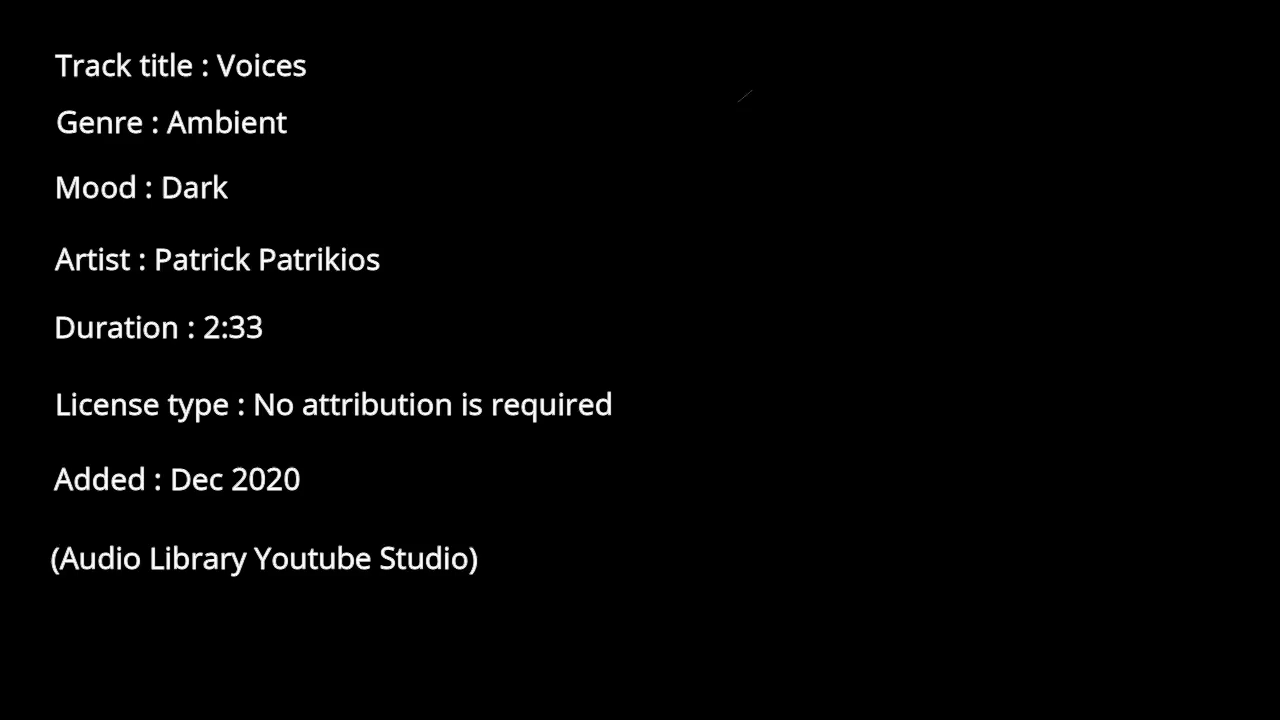 Track title : Voices
Genre : Ambient
Mood : Dark
Artist : Patrick Patrikios
Duration : 2:33
License type : No attribution is required
Added : Dec 2020
(Audio Library Youtube Studio)